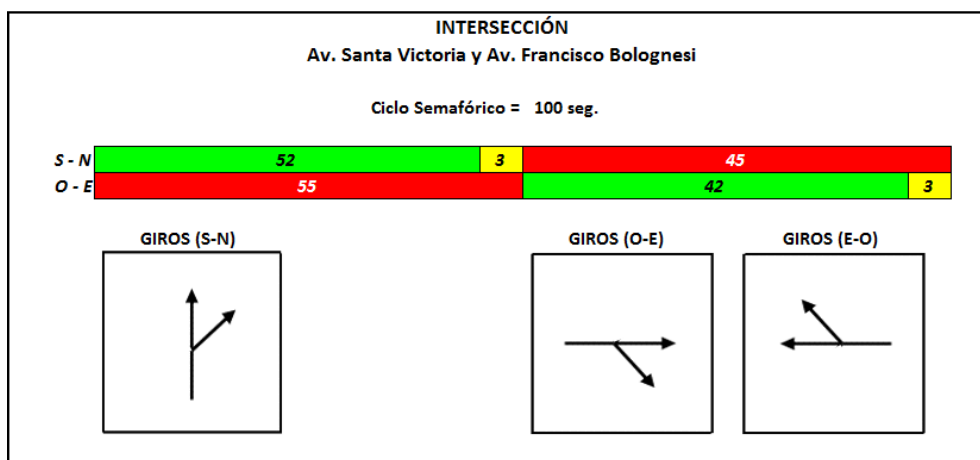 INTERSECCIÓN
Av. Santa Victoria y Av. Francisco Bolognesi
Ciclo Semafórico = 100 seg.
S - N 52 3 45
O - E 55 42 3
GIROS (S-N) GIROS (O-E) GIROS (E-O)